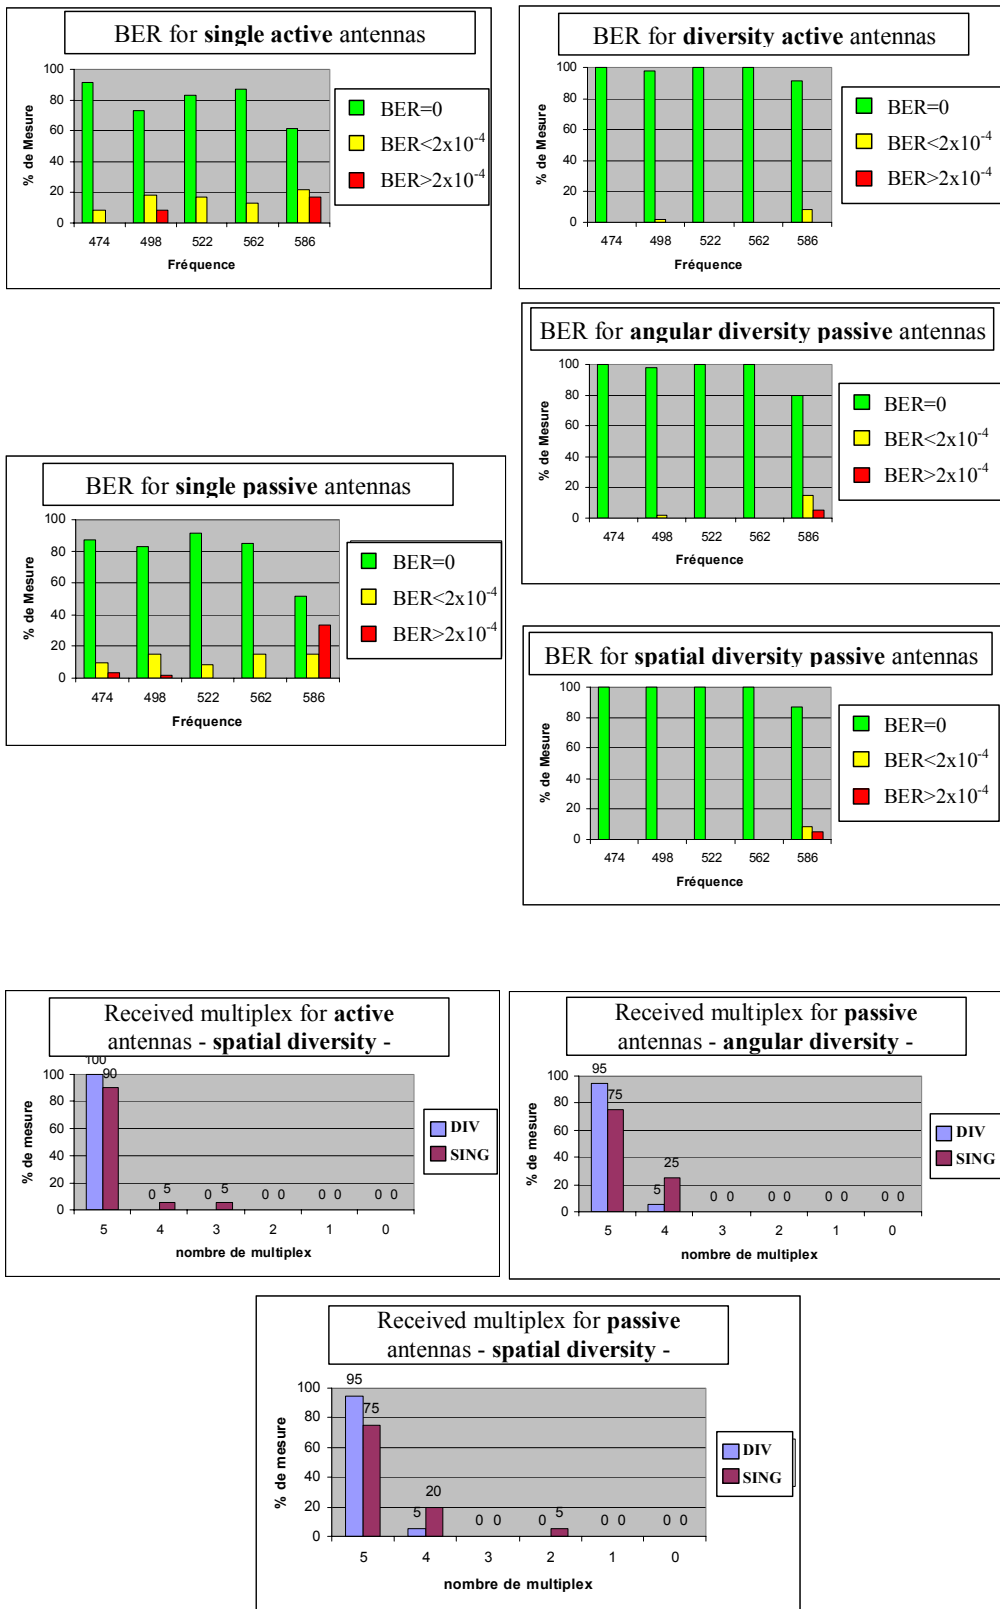 BER for single active antennas
100
80
60
40
20
0
% de Mesure
474 498 522 562 586
Fréquence
BER=0
BER<2x10⁻⁴
BER>2x10⁻⁴
BER for diversity active antennas
100
80
60
40
20
0
% de Mesure
474 498 522 562 586
Fréquence
BER=0
BER<2x10⁻⁴
BER>2x10⁻⁴
BER for angular diversity passive antennas
100
80
60
40
20
0
% de Mesure
474 498 522 562 586
Fréquence
BER=0
BER<2x10⁻⁴
BER>2x10⁻⁴
BER for single passive antennas
100
80
60
40
20
0
% de Mesure
474 498 522 562 586
Fréquence
BER=0
BER<2x10⁻⁴
BER>2x10⁻⁴
BER for spatial diversity passive antennas
100
80
60
40
20
0
% de Mesure
474 498 522 562 586
Fréquence
BER=0
BER<2x10⁻⁴
BER>2x10⁻⁴
Received multiplex for active
antennas - spatial diversity -
100
90
100
80
60
40
20
0
% de mesure
0 5 0 5 0 0 0 0 0 0
5 4 3 2 1 0
nombre de multiplex
DIV
SING
Received multiplex for passive
antennas - angular diversity -
95
75
100
80
60
40
20
0
% de mesure
5 25 0 0 0 0 0 0 0 0
5 4 3 2 1 0
nombre de multiplex
DIV
SING
Received multiplex for passive
antennas - spatial diversity -
95
75
100
80
60
40
20
0
% de mesure
5 20 0 0 0 5 0 0 0 0
5 4 3 2 1 0
nombre de multiplex
DIV
SING